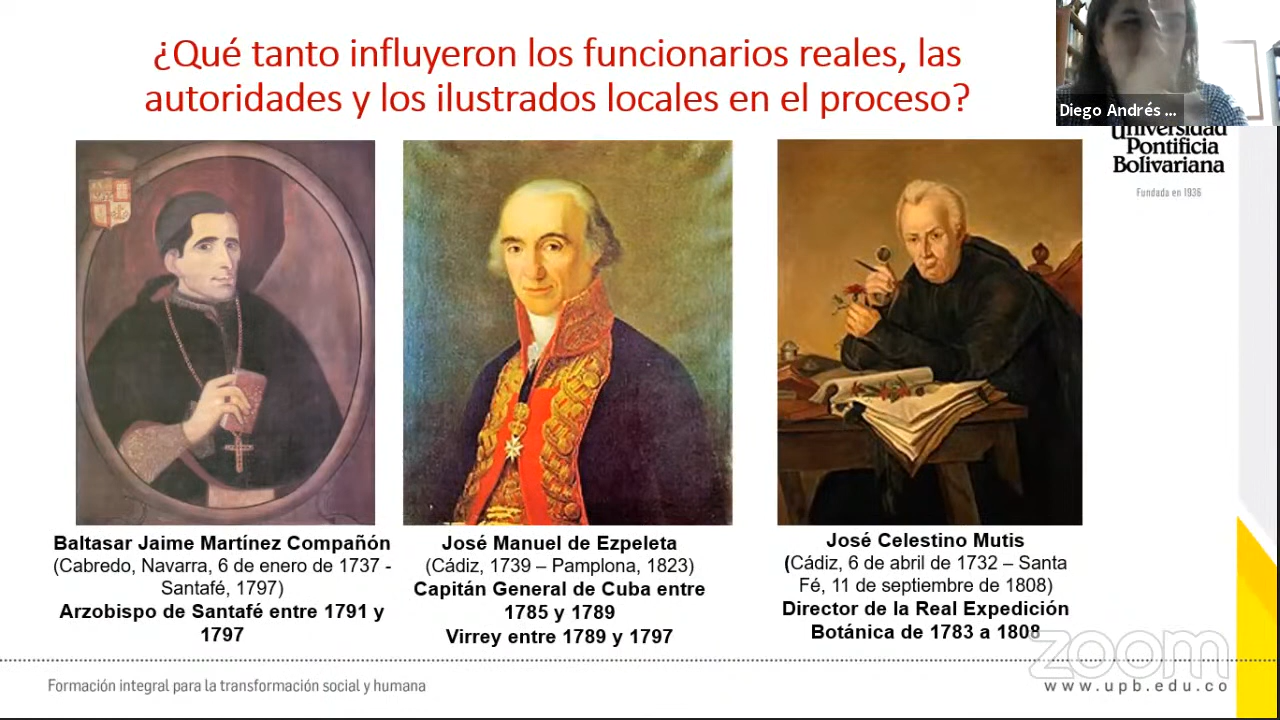 ¿Qué tanto influyeron los funcionarios reales, las
autoridades y los ilustrados locales en el proceso?
Diego Andrés ...
Universidad
Pontificia
Bolivariana
Fundada en 1936
Baltasar Jaime Martínez Compañón
(Cabredo, Navarra, 6 de enero de 1737 -
Santafé, 1797)
Arzobispo de Santafé entre 1791 y
1797
José Manuel de Ezpeleta
(Cádiz, 1739 – Pamplona, 1823)
Capitán General de Cuba entre
1785 y 1789
Virrey entre 1789 y 1797
José Celestino Mutis
(Cádiz, 6 de abril de 1732 – Santa
Fé, 11 de septiembre de 1808)
Director de la Real Expedición
Botánica de 1783 a 1808
zoom
Formación integral para la transformación social y humana
www.upb.edu.co